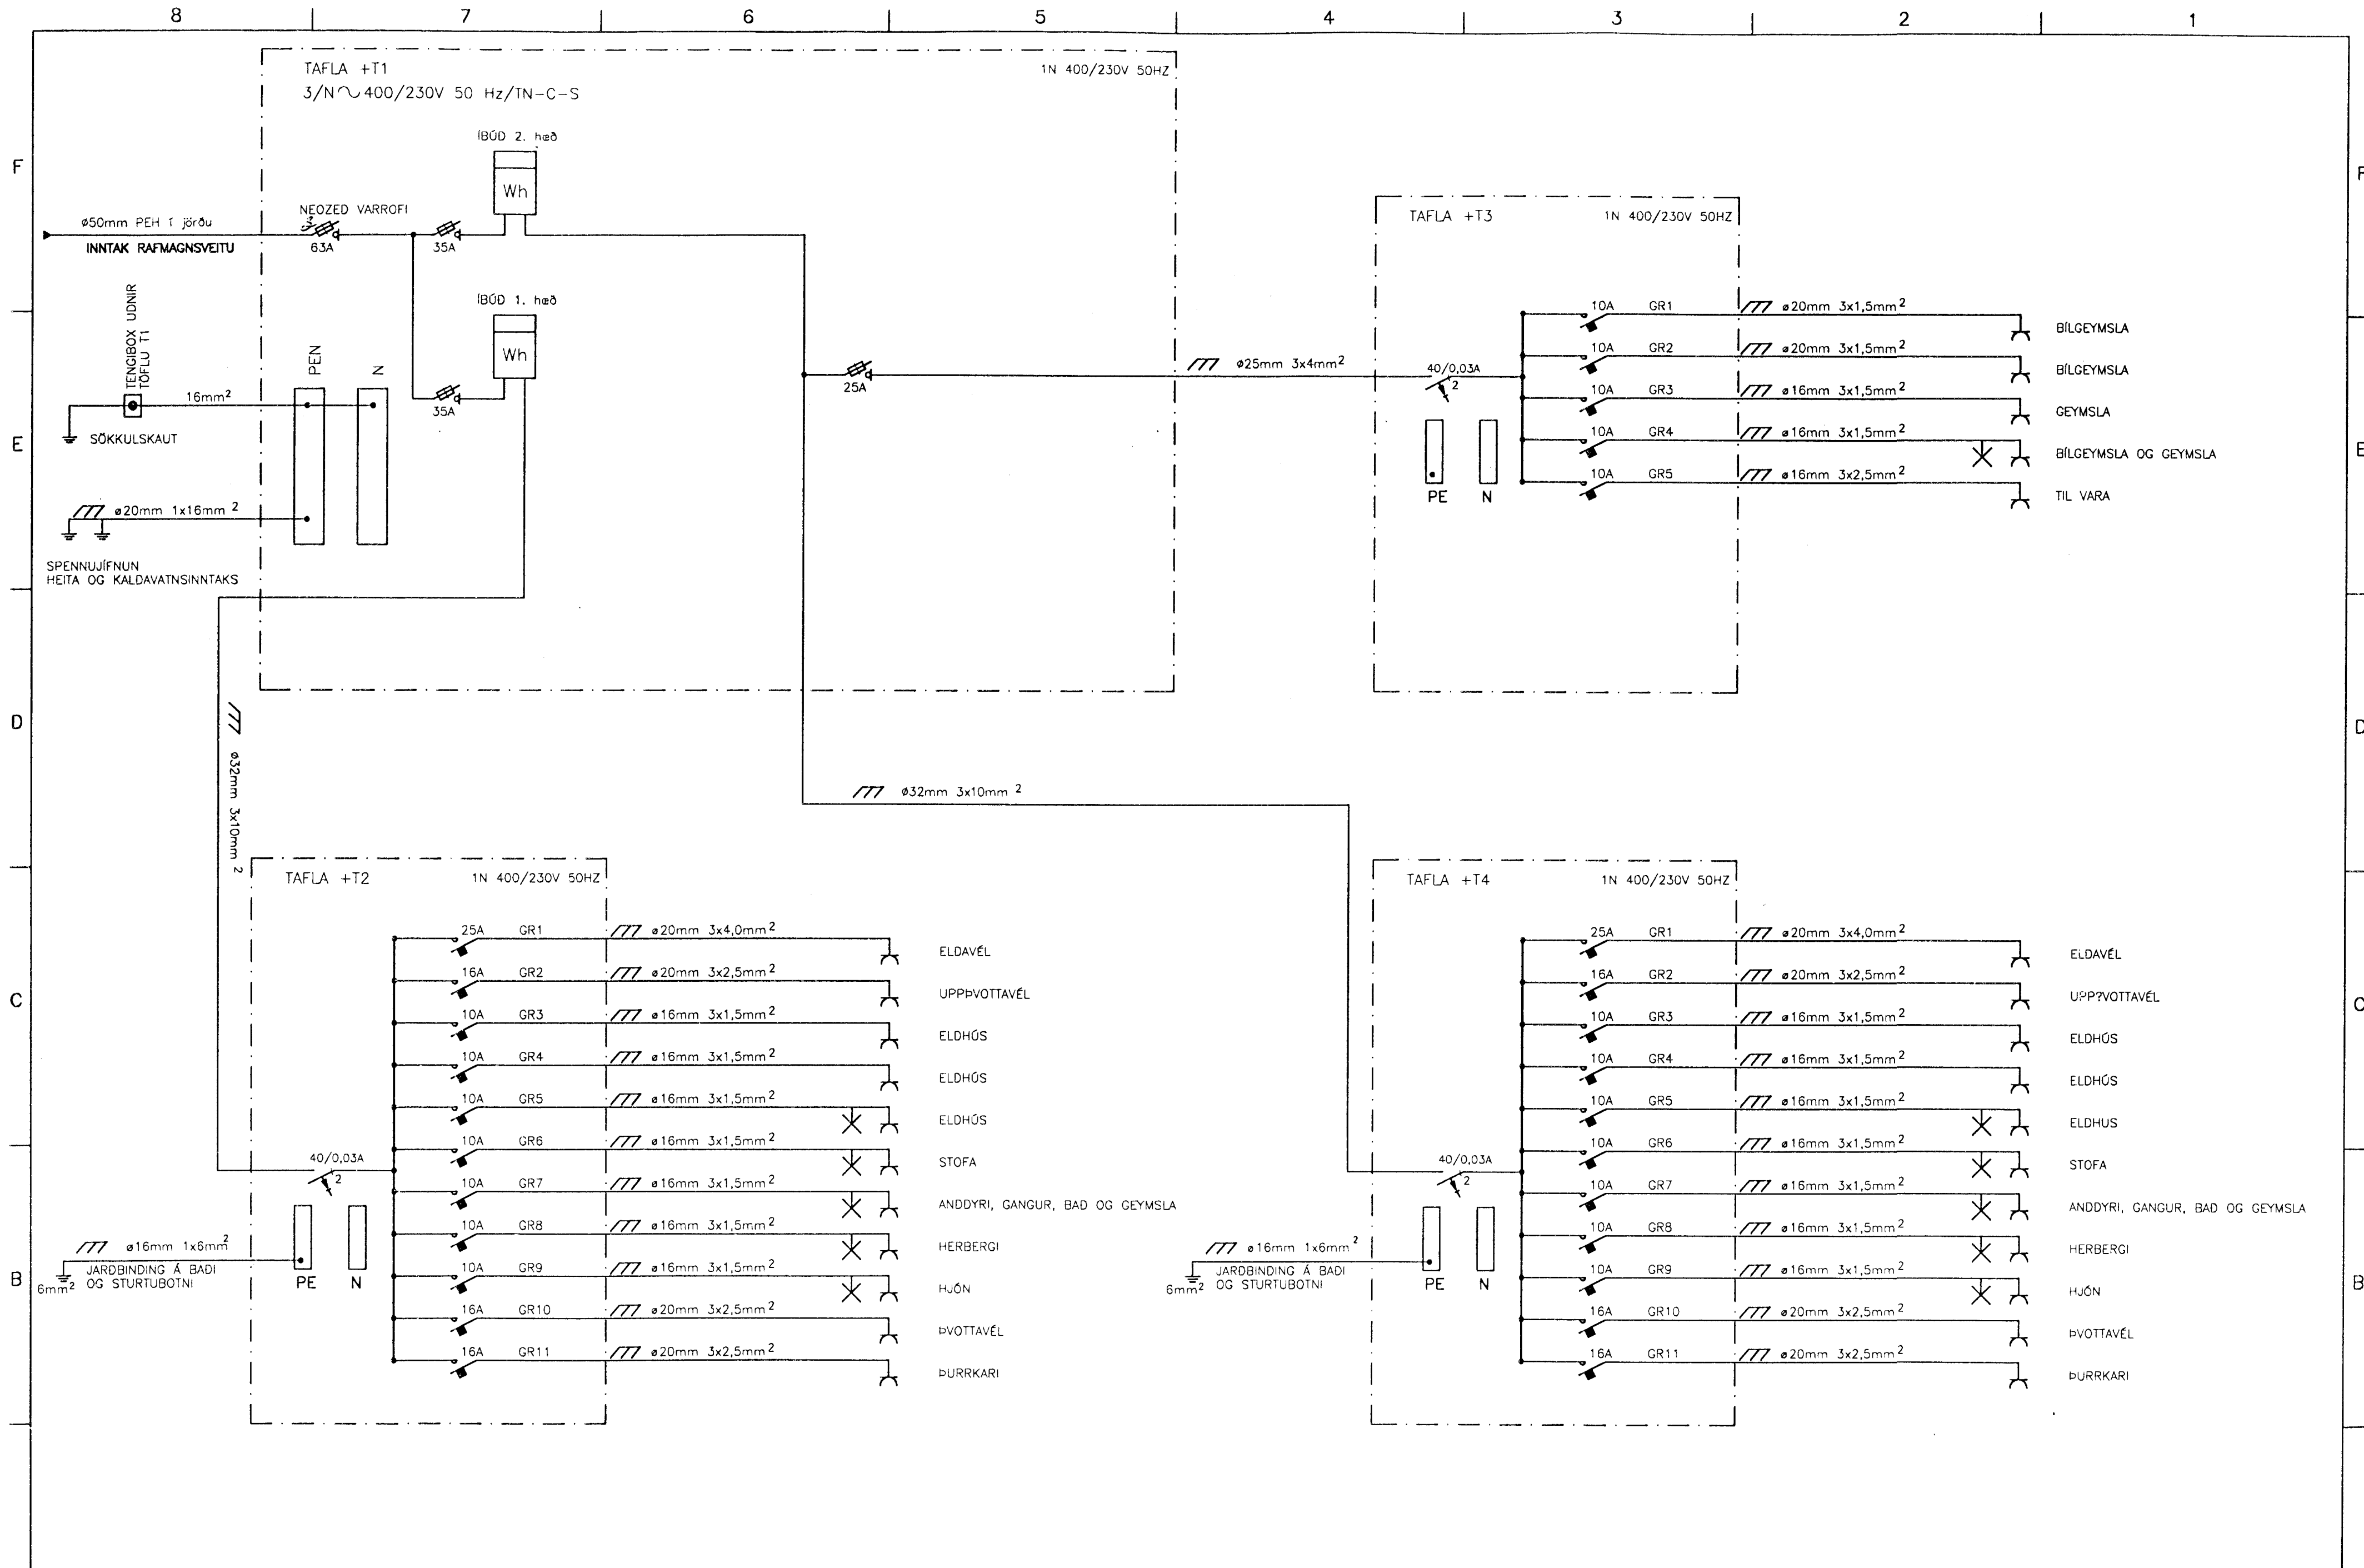 8 7 6 5 4 3 2 1
F
E
D
C
B
F
E
D
C
B
TAFLA +T1
3/N∿400/230V 50 Hz/TN-C-S
1N 400/230V 50HZ
ÍBÚÐ 2. hæð
Wh
NEOZED VARROFI
ø50mm PEH í jörðu
INNTAK RAFMAGNSVEITU
3
63A
35A
ÍBÚÐ 1. hæð
Wh
35A
TENGIBOX UDNIR
TÖFLU T1
PEN
N
16mm²
SÖKKULSKAUT
ø20mm 1x16mm²
SPENNUJÍFNUN
HEITA OG KALDAVATNSINNTAKS
25A
ø25mm 3x4mm²
ø32mm 3x10mm²
ø32mm 3x10mm²
TAFLA +T3
1N 400/230V 50HZ
40/0,03A
2
PE
N
10A GR1 ø20mm 3x1,5mm² BÍLGEYMSLA
10A GR2 ø20mm 3x1,5mm² BÍLGEYMSLA
10A GR3 ø16mm 3x1,5mm² GEYMSLA
10A GR4 ø16mm 3x1,5mm² BÍLGEYMSLA OG GEYMSLA
10A GR5 ø16mm 3x2,5mm² TIL VARA
TAFLA +T2
1N 400/230V 50HZ
25A GR1 ø20mm 3x4,0mm² ELDAVÉL
16A GR2 ø20mm 3x2,5mm² UPPÞVOTTAVÉL
10A GR3 ø16mm 3x1,5mm² ELDHÚS
10A GR4 ø16mm 3x1,5mm² ELDHÚS
10A GR5 ø16mm 3x1,5mm² ELDHÚS
10A GR6 ø16mm 3x1,5mm² STOFA
10A GR7 ø16mm 3x1,5mm² ANDDYRI, GANGUR, BAD OG GEYMSLA
10A GR8 ø16mm 3x1,5mm² HERBERGI
10A GR9 ø16mm 3x1,5mm² HJÓN
16A GR10 ø20mm 3x2,5mm² ÞVOTTAVÉL
16A GR11 ø20mm 3x2,5mm² ÞURRKARI
40/0,03A
2
PE
N
ø16mm 1x6mm²
JARDBINDING Á BADI
6mm² OG STURTUBOTNI
TAFLA +T4
1N 400/230V 50HZ
25A GR1 ø20mm 3x4,0mm² ELDAVÉL
16A GR2 ø20mm 3x2,5mm² UPP?VOTTAVÉL
10A GR3 ø16mm 3x1,5mm² ELDHÚS
10A GR4 ø16mm 3x1,5mm² ELDHÚS
10A GR5 ø16mm 3x1,5mm² ELDHUS
10A GR6 ø16mm 3x1,5mm² STOFA
10A GR7 ø16mm 3x1,5mm² ANDDYRI, GANGUR, BAD OG GEYMSLA
10A GR8 ø16mm 3x1,5mm² HERBERGI
10A GR9 ø16mm 3x1,5mm² HJÓN
16A GR10 ø20mm 3x2,5mm² ÞVOTTAVÉL
16A GR11 ø20mm 3x2,5mm² ÞURRKARI
40/0,03A
2
PE
N
ø16mm 1x6mm²
JARDBINDING Á BADI
6mm² OG STURTUBOTNI